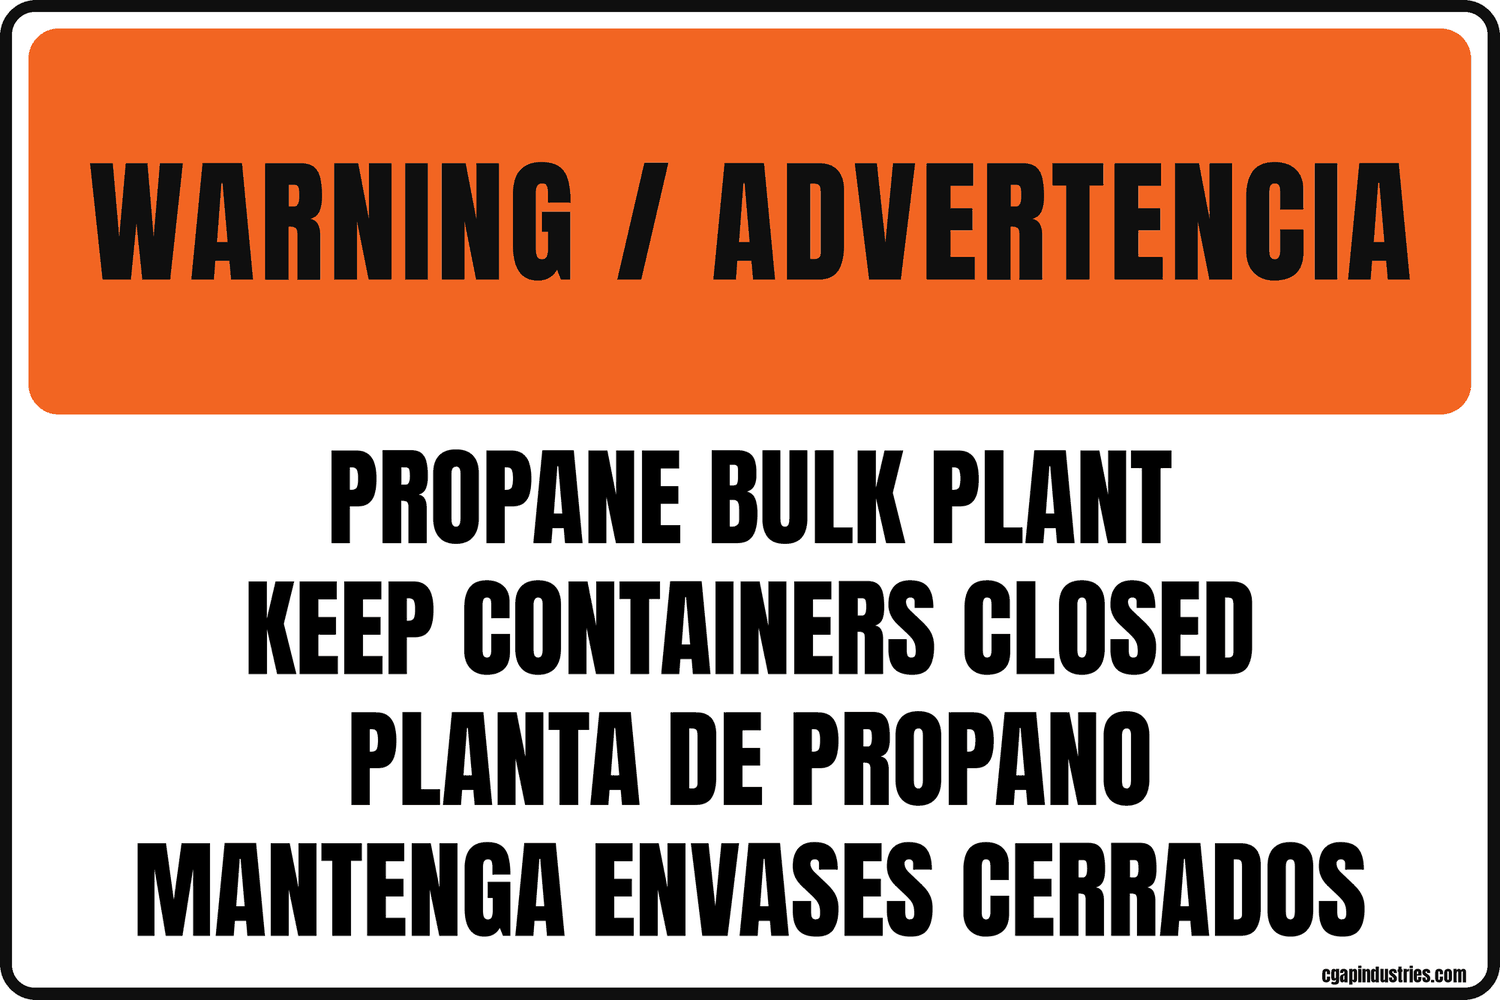 WARNING / ADVERTENCIA
PROPANE BULK PLANT
KEEP CONTAINERS CLOSED
PLANTA DE PROPANO
MANTENGA ENVASES CERRADOS
cgapindustries.com